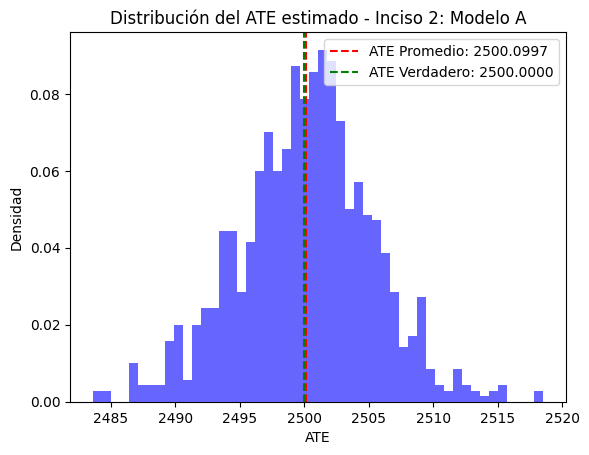 Distribución del ATE estimado - Inciso 2: Modelo A
ATE Promedio: 2500.0997
ATE Verdadero: 2500.0000
Densidad
0.08
0.06
0.04
0.02
0.00
2485
2490
2495
2500
2505
2510
2515
2520
ATE